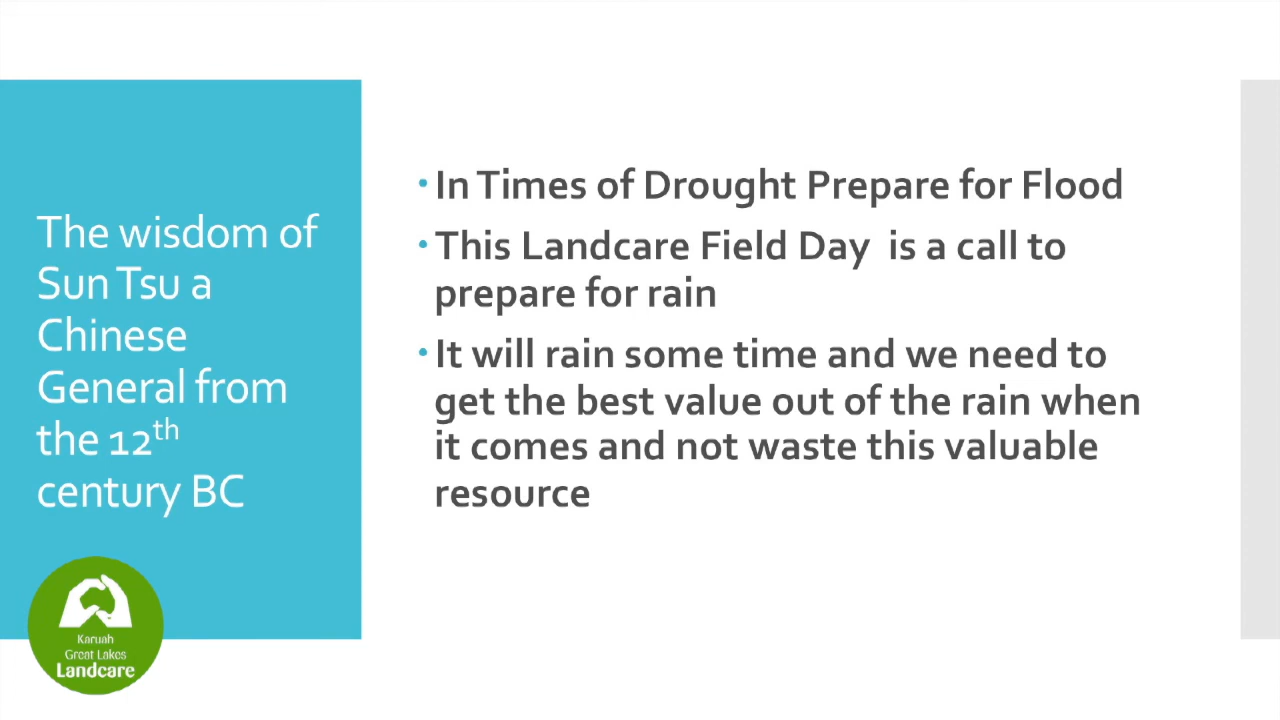 The wisdom of
Sun Tsu a
Chinese
General from
the 12th
century BC
• In Times of Drought Prepare for Flood
• This Landcare Field Day  is a call to
prepare for rain
• It will rain some time and we need to
get the best value out of the rain when
it comes and not waste this valuable
resource
Karuah
Great Lakes
Landcare